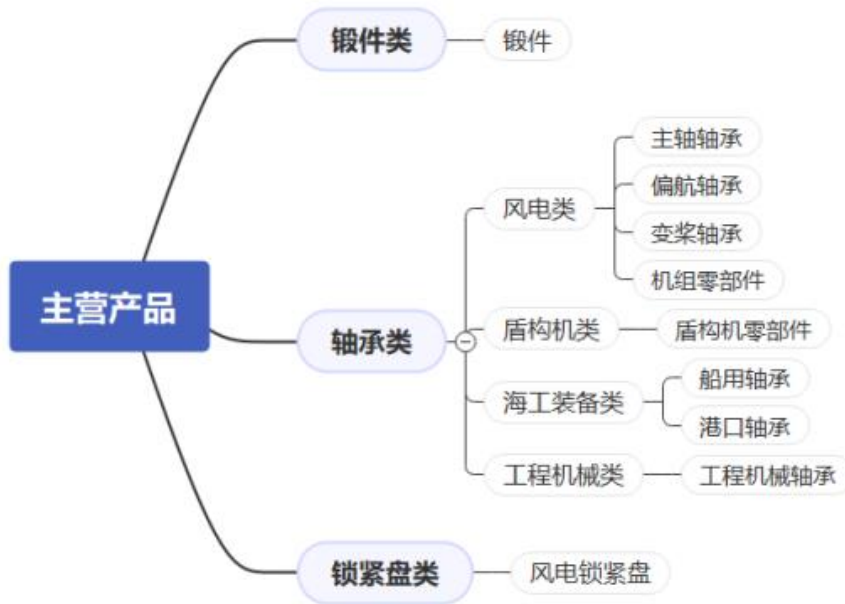 主营产品
锻件类
锻件
轴承类
风电类
主轴轴承
偏航轴承
变桨轴承
机组零部件
盾构机类
盾构机零部件
海工装备类
船用轴承
港口轴承
工程机械类
工程机械轴承
锁紧盘类
风电锁紧盘